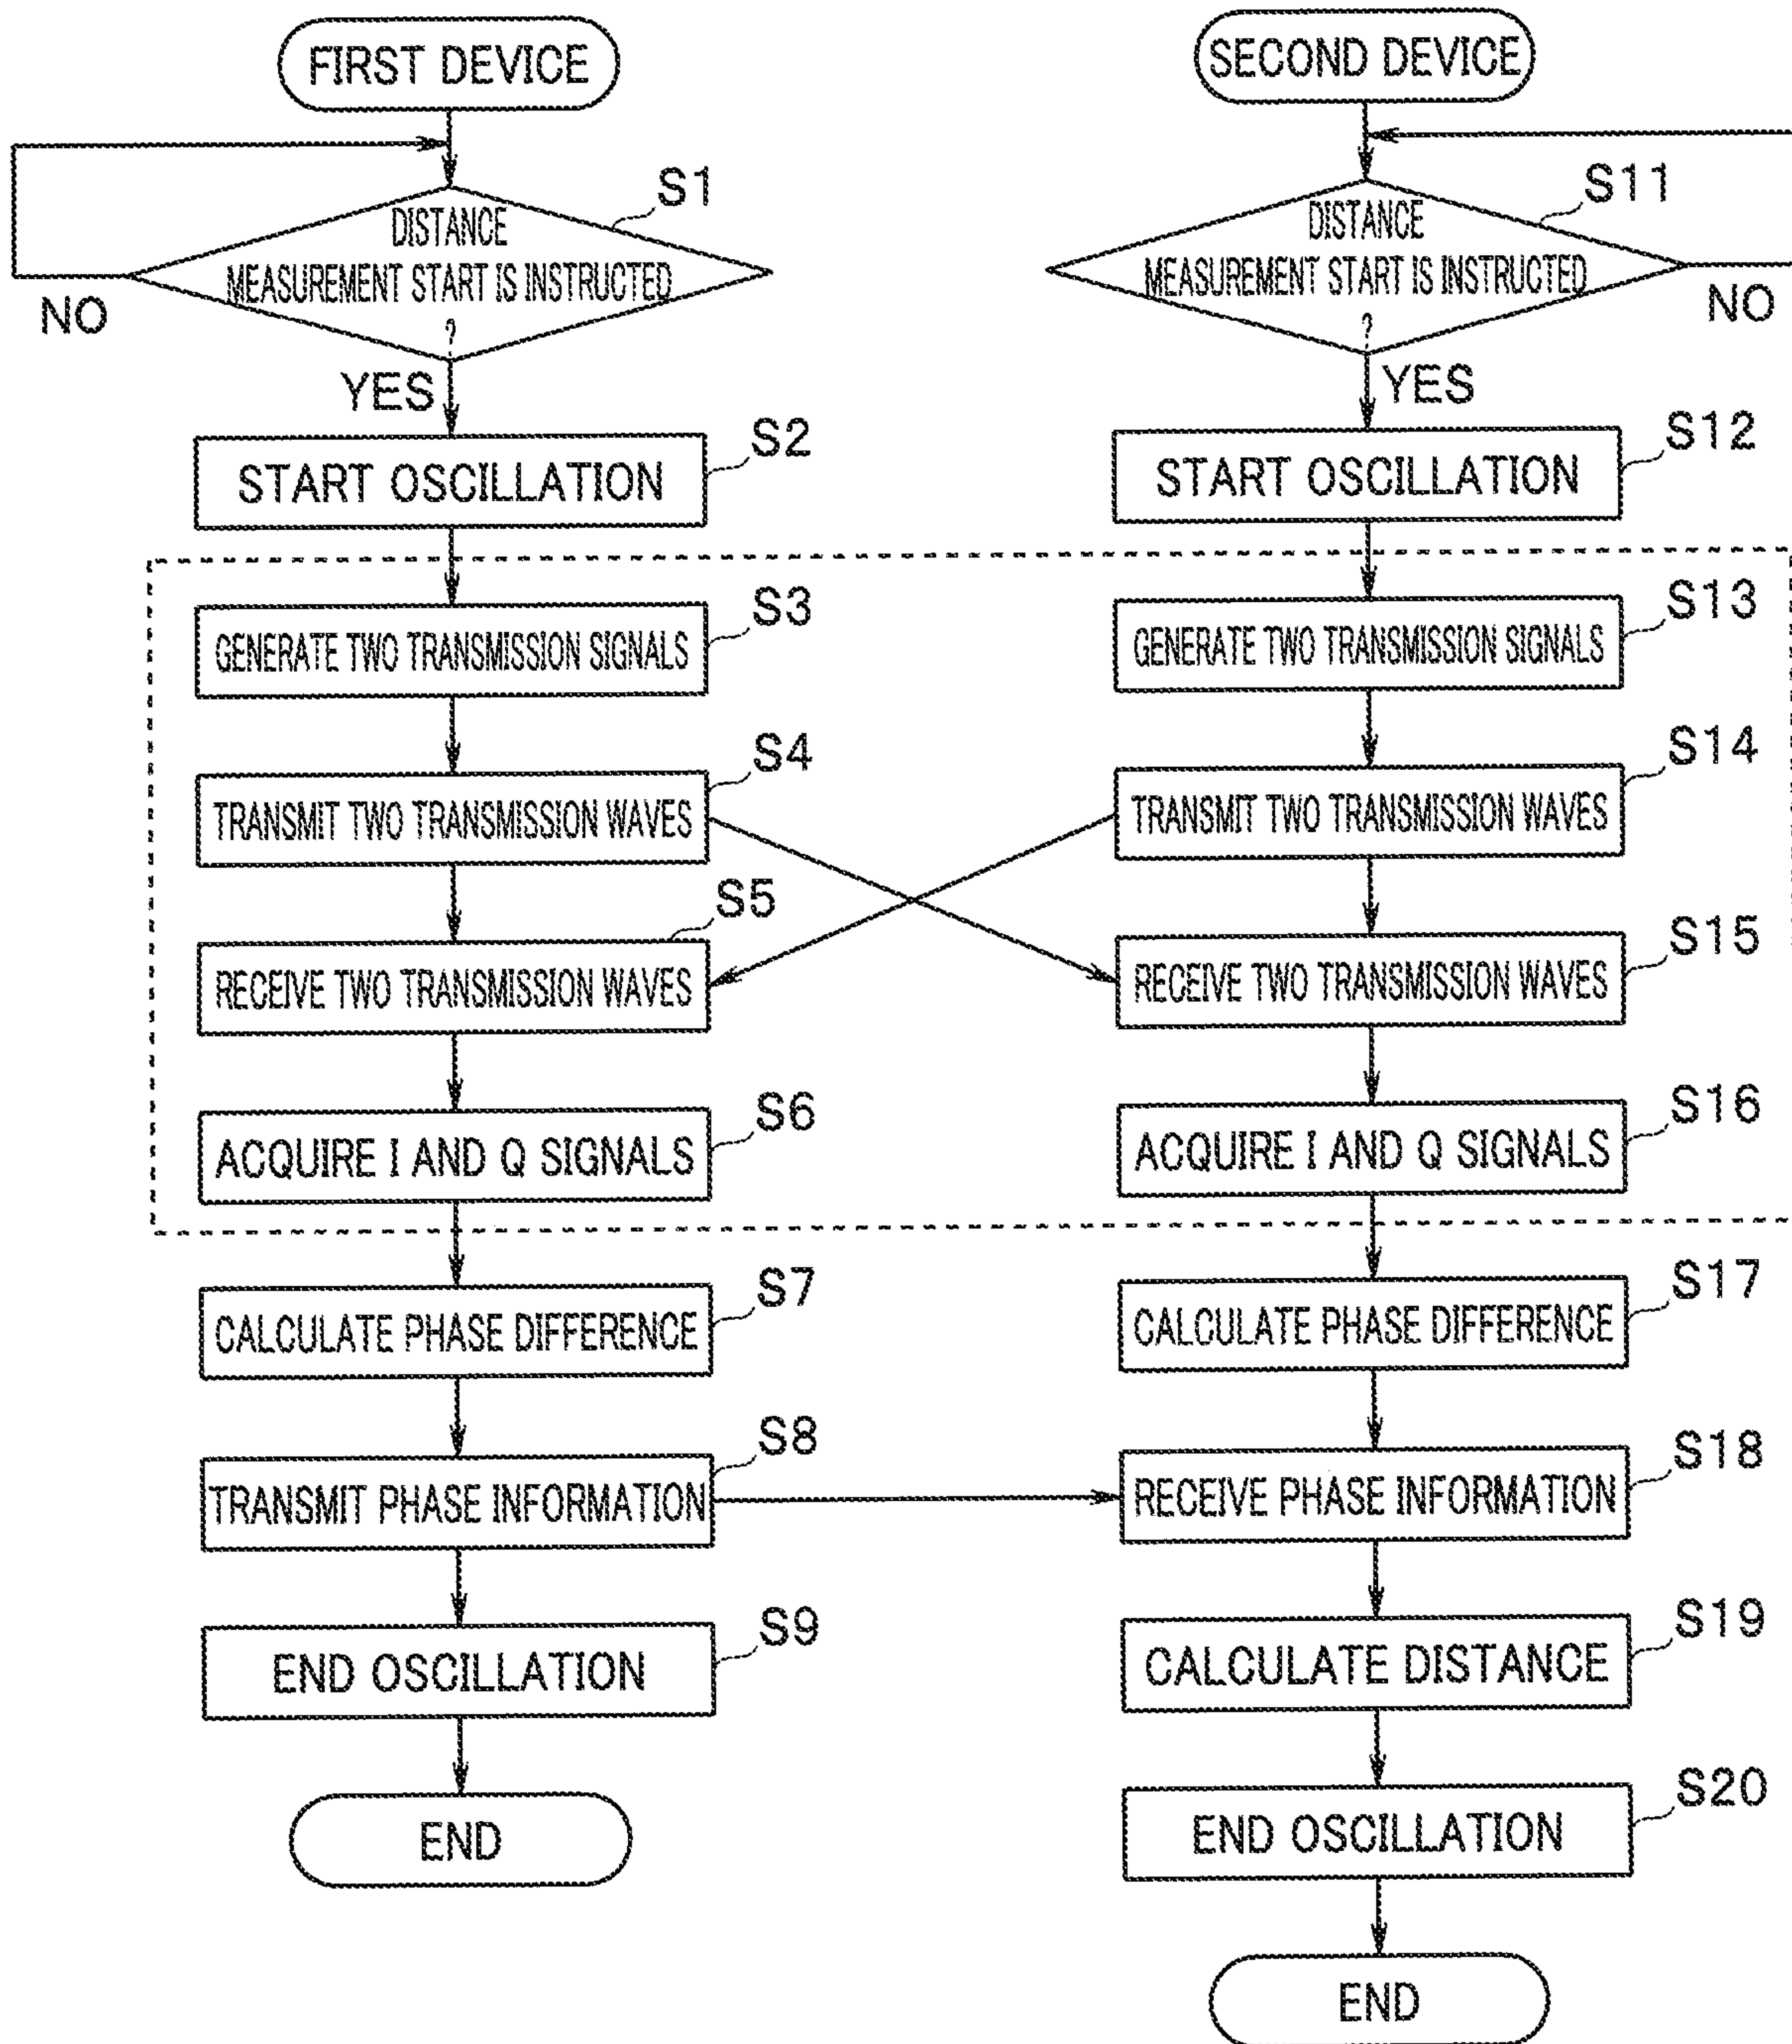 FIRST DEVICE
S1
DISTANCE
MEASUREMENT START IS INSTRUCTED
?
NO
YES
S2
START OSCILLATION
S3
GENERATE TWO TRANSMISSION SIGNALS
S4
TRANSMIT TWO TRANSMISSION WAVES
S5
RECEIVE TWO TRANSMISSION WAVES
S6
ACQUIRE I AND Q SIGNALS
S7
CALCULATE PHASE DIFFERENCE
S8
TRANSMIT PHASE INFORMATION
S9
END OSCILLATION
END
SECOND DEVICE
S11
DISTANCE
MEASUREMENT START IS INSTRUCTED
?
NO
YES
S12
START OSCILLATION
S13
GENERATE TWO TRANSMISSION SIGNALS
S14
TRANSMIT TWO TRANSMISSION WAVES
S15
RECEIVE TWO TRANSMISSION WAVES
S16
ACQUIRE I AND Q SIGNALS
S17
CALCULATE PHASE DIFFERENCE
S18
RECEIVE PHASE INFORMATION
S19
CALCULATE DISTANCE
S20
END OSCILLATION
END